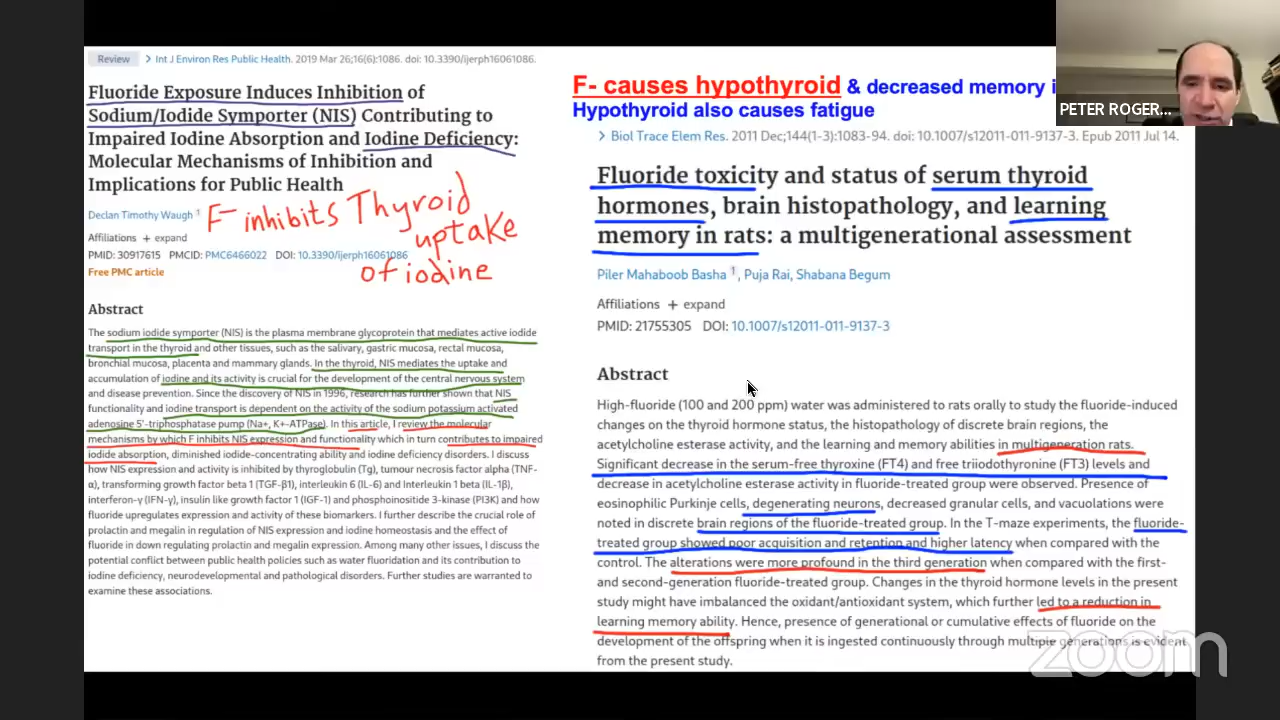 Review > Int J Environ Res Public Health. 2019 Mar 26;16(6):1086. doi: 10.3390/ijerph16061086.
Fluoride Exposure Induces Inhibition of
Sodium/Iodide Symporter (NIS) Contributing to
Impaired Iodine Absorption and Iodine Deficiency:
Molecular Mechanisms of Inhibition and
Implications for Public Health
F- inhibits Thyroid
uptake
of iodine
Declan Timothy Waugh 1
Affiliations + expand
PMID: 30917615 PMCID: PMC6466022 DOI: 10.3390/ijerph16061086
Free PMC article
Abstract
The sodium iodide symporter (NIS) is the plasma membrane glycoprotein that mediates active iodide
transport in the thyroid and other tissues, such as the salivary, gastric mucosa, rectal mucosa,
bronchial mucosa, placenta and mammary glands. In the thyroid, NIS mediates the uptake and
accumulation of iodine and its activity is crucial for the development of the central nervous system
and disease prevention. Since the discovery of NIS in 1996, research has further shown that NIS
functionality and iodine transport is dependent on the activity of the sodium potassium activated
adenosine 5'-triphosphatase pump (Na+, K+-ATPase). In this article, I review the molecular
mechanisms by which F inhibits NIS expression and functionality which in turn contributes to impaired
iodide absorption, diminished iodide-concentrating ability and iodine deficiency disorders. I discuss
how NIS expression and activity is inhibited by thyroglobulin (Tg), tumour necrosis factor alpha (TNF-
α), transforming growth factor beta 1 (TGF-β1), interleukin 6 (IL-6) and Interleukin 1 beta (IL-1β),
interferon-γ (IFN-γ), insulin like growth factor 1 (IGF-1) and phosphoinositide 3-kinase (PI3K) and how
fluoride upregulates expression and activity of these biomarkers. I further describe the crucial role of
prolactin and megalin in regulation of NIS expression and iodine homeostasis and the effect of
fluoride in down regulating prolactin and megalin expression. Among many other issues, I discuss the
potential conflict between public health policies such as water fluoridation and its contribution to
iodine deficiency, neurodevelopmental and pathological disorders. Further studies are warranted to
examine these associations.
F- causes hypothyroid & decreased memory i
Hypothyroid also causes fatigue
> Biol Trace Elem Res. 2011 Dec;144(1-3):1083-94. doi: 10.1007/s12011-011-9137-3. Epub 2011 Jul 14.
Fluoride toxicity and status of serum thyroid
hormones, brain histopathology, and learning
memory in rats: a multigenerational assessment
Piler Mahaboob Basha 1, Puja Rai, Shabana Begum
Affiliations + expand
PMID: 21755305 DOI: 10.1007/s12011-011-9137-3
Abstract
High-fluoride (100 and 200 ppm) water was administered to rats orally to study the fluoride-induced
changes on the thyroid hormone status, the histopathology of discrete brain regions, the
acetylcholine esterase activity, and the learning and memory abilities in multigeneration rats.
Significant decrease in the serum-free thyroxine (FT4) and free triiodothyronine (FT3) levels and
decrease in acetylcholine esterase activity in fluoride-treated group were observed. Presence of
eosinophilic Purkinje cells, degenerating neurons, decreased granular cells, and vacuolations were
noted in discrete brain regions of the fluoride-treated group. In the T-maze experiments, the fluoride-
treated group showed poor acquisition and retention and higher latency when compared with the
control. The alterations were more profound in the third generation when compared with the first-
and second-generation fluoride-treated group. Changes in the thyroid hormone levels in the present
study might have imbalanced the oxidant/antioxidant system, which further led to a reduction in
learning memory ability. Hence, presence of generational or cumulative effects of fluoride on the
development of the offspring when it is ingested continuously through multiple generations is evident
from the present study.
PETER ROGER...
zoom